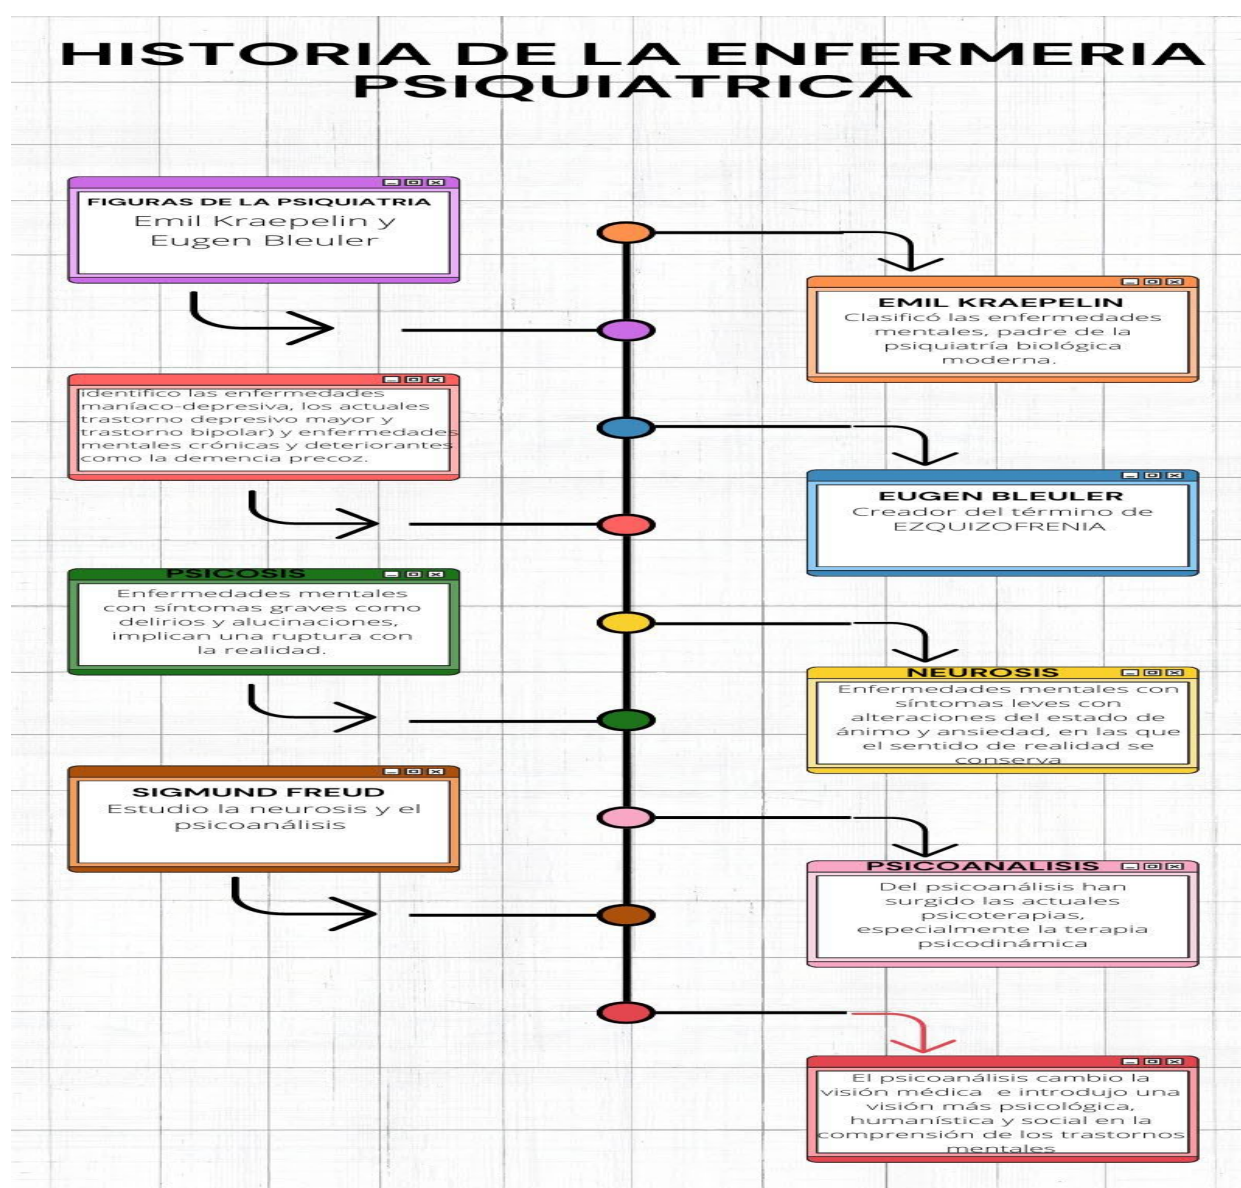 HISTORIA DE LA ENFERMERIA
PSIQUIATRICA
FIGURAS DE LA PSIQUIATRIA
Emil Kraepelin y
Eugen Bleuler
EMIL KRAEPELIN
Clasificó las enfermedades
mentales, padre de la
psiquiatría biológica
moderna.
identifico las enfermedades
maníaco-depresiva, los actuales
trastorno depresivo mayor y
trastorno bipolar) y enfermedades
mentales crónicas y deteriorantes
como la demencia precoz.
EUGEN BLEULER
Creador del término de
EZQUIZOFRENIA
PSICOSIS
Enfermedades mentales
con síntomas graves como
delirios y alucinaciones,
implican una ruptura con
la realidad.
NEUROSIS
Enfermedades mentales con
síntomas leves con
alteraciones del estado de
ánimo y ansiedad, en las que
el sentido de realidad se
conserva
SIGMUND FREUD
Estudio la neurosis y el
psicoanálisis
PSICOANALISIS
Del psicoanálisis han
surgido las actuales
psicoterapias,
especialmente la terapia
psicodinámica
El psicoanálisis cambio la
visión médica e introdujo una
visión más psicológica,
humanística y social en la
comprensión de los trastornos
mentales